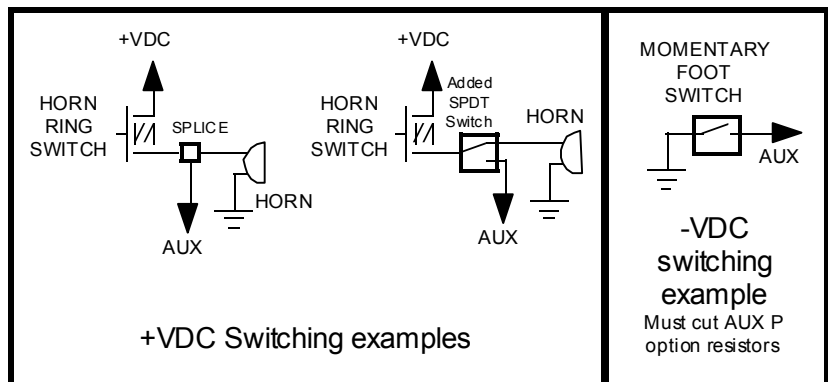 +VDC
HORN
RING
SWITCH
SPLICE
HORN
AUX
+VDC
Added
SPDT
Switch
HORN
RING
SWITCH
HORN
AUX
+VDC Switching examples
MOMENTARY
FOOT
SWITCH
AUX
-VDC
switching
example
Must cut AUX P
option resistors